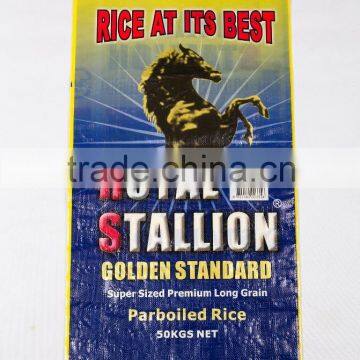 RICE AT ITS BEST
ROYAL
STALLION
®
GOLDEN STANDARD
Super Sized Premium Long Grain
Parboiled Rice
50KGS NET
trade.china.cn